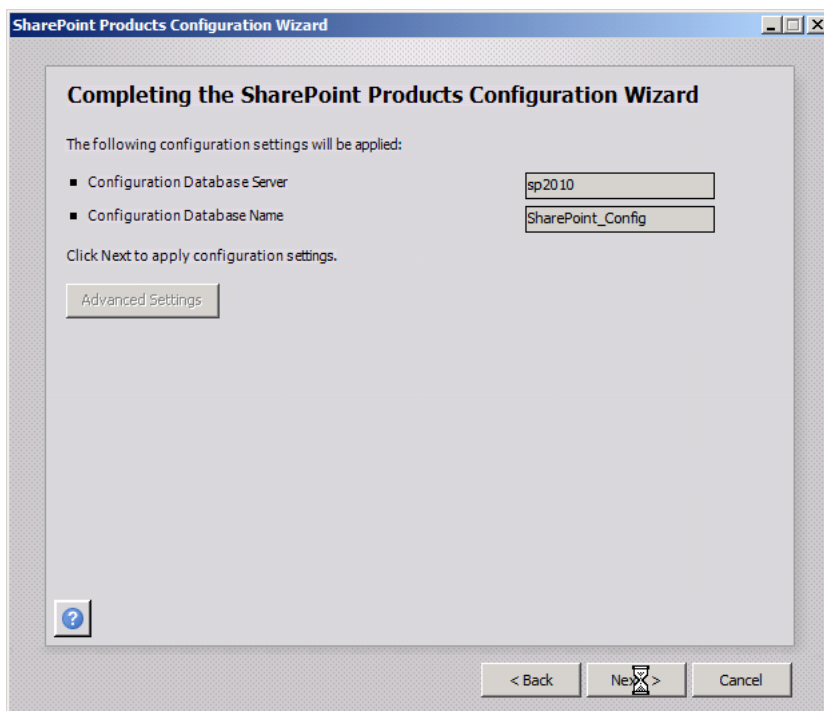 SharePoint Products Configuration Wizard
Completing the SharePoint Products Configuration Wizard
The following configuration settings will be applied:
Configuration Database Server
sp2010
Configuration Database Name
SharePoint_Config
Click Next to apply configuration settings.
Advanced Settings
?
< Back
Next >
Cancel